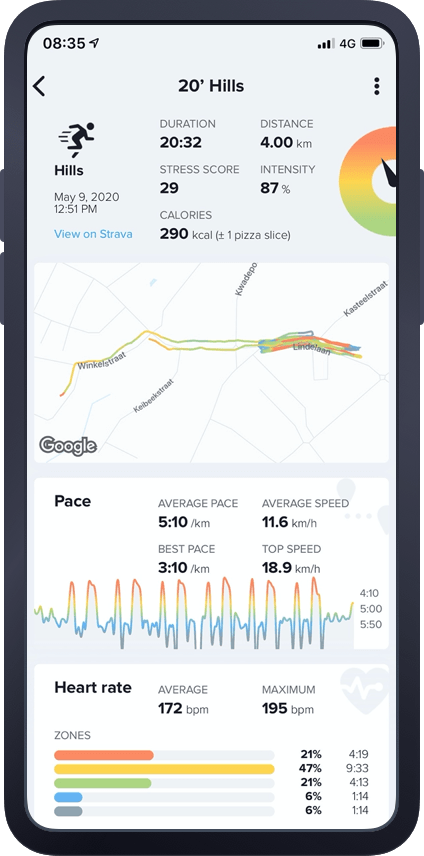 08:35 4G
20’ Hills
Hills
May 9, 2020
12:51 PM
View on Strava
DURATION DISTANCE
20:32 4.00 km
STRESS SCORE INTENSITY
29 87 %
CALORIES
290 kcal (± 1 pizza slice)
Kwadepo
Kasteelstraat
Lindelaan
Winkelstraat
Keibeekstraat
Google
Pace
AVERAGE PACE AVERAGE SPEED
5:10 /km 11.6 km/h
BEST PACE TOP SPEED
3:10 /km 18.9 km/h
4:10
5:00
5:50
Heart rate
AVERAGE MAXIMUM
172 bpm 195 bpm
ZONES
21% 4:19
47% 9:33
21% 4:13
6% 1:14
6% 1:14